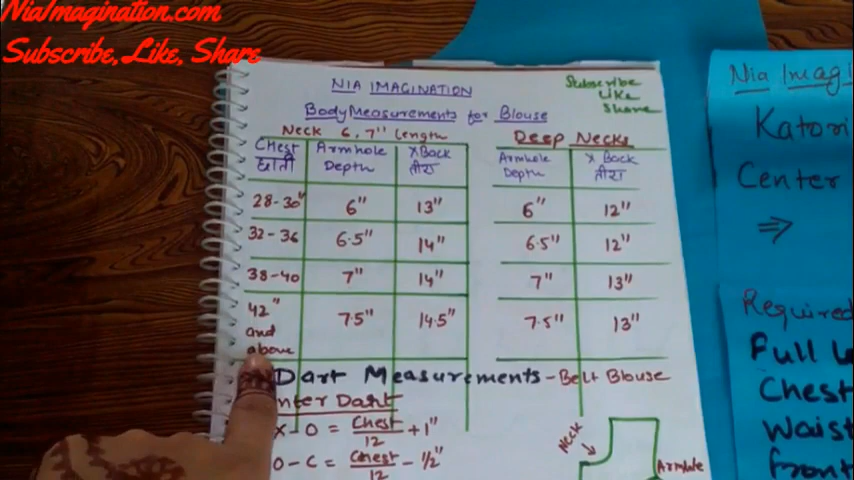 NiaImagination.com
Subscribe, Like, Share
NIA IMAGINATION
Subscribe
Like
Share
Body Measurements for Blouse
Neck 6, 7" Length
Deep Necks
Chest छाती Armhole Depth X Back तीरा Armhole Depth X Back तीरा
28-30" 6" 13" 6" 12"
32-36 6.5" 14" 6.5" 12"
38-40 7" 14" 7" 13"
42" and above 7.5" 14.5" 7.5" 13"
Dart Measurements - Belt Blouse
nter Dart
X-O = Chest/12 + 1"
O-C = Chest/12 - 1/2"
Neck
Armhole
Nia Imagi
Katori
Center
⇒
Required
Full L
Chest
Waist
front